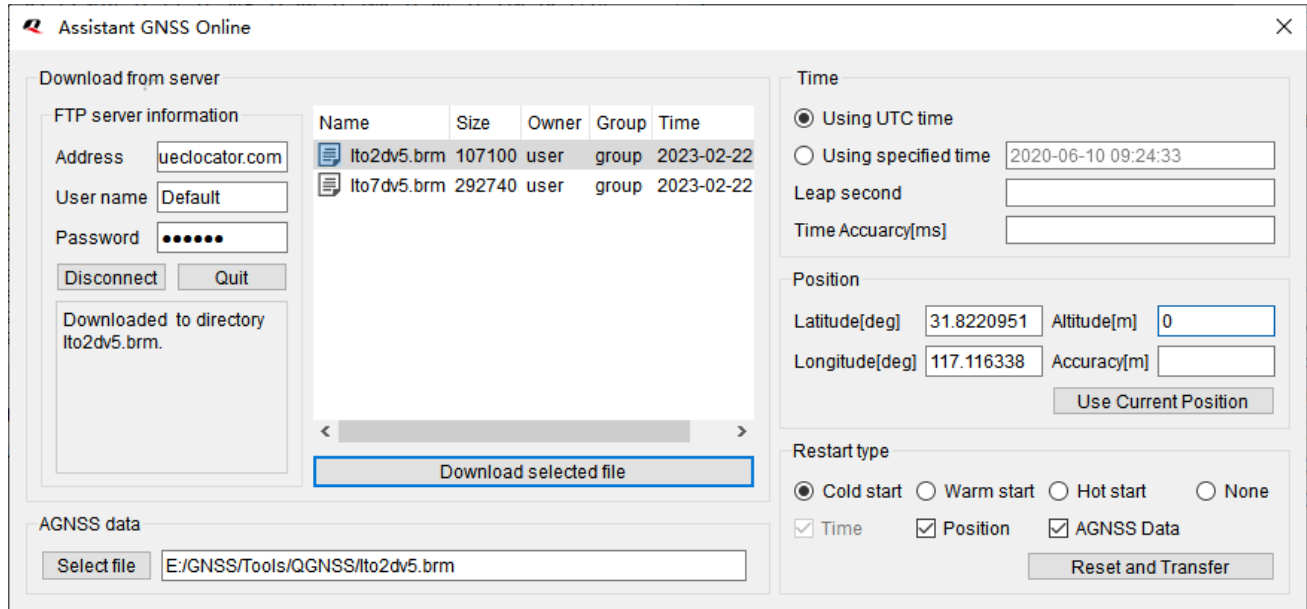 Assistant GNSS Online
Download from server
FTP server information
Address ueclocator.com
User name Default
Password ●●●●●●
Disconnect Quit
Downloaded to directory
lto2dv5.brm.
Name Size Owner Group Time
lto2dv5.brm 107100 user group 2023-02-22
lto7dv5.brm 292740 user group 2023-02-22
Download selected file
AGNSS data
Select file E:/GNSS/Tools/QGNSS/lto2dv5.brm
Time
Using UTC time
Using specified time 2020-06-10 09:24:33
Leap second
Time Accuarcy[ms]
Position
Latitude[deg] 31.8220951 Altitude[m] 0
Longitude[deg] 117.116338 Accuracy[m]
Use Current Position
Restart type
Cold start Warm start Hot start None
Time Position AGNSS Data
Reset and Transfer